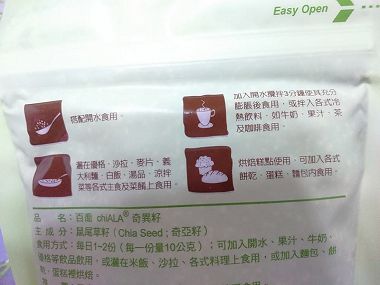 Easy Open
搭配開水食用。
加入開水攪拌3分鐘使其充分
膨脹後食用，或拌入各式冷
熱飲料，如牛奶、果汁、茶
及咖啡食用。
灑在優格、沙拉、麥片、義
大利麵、白飯、湯品、涼拌
菜等各式主食及菜餚上食用。
烘焙糕點使用，可加入各式
餅乾、蛋糕、麵包內食用。
品 名：百面 chiALA® 奇異籽
主 成 分：鼠尾草籽（Chia Seed；奇亞籽）
食用方式：每日1~2份（每一份量10公克）；可加入開水、果汁、牛奶、
優格等飲品飲用，或灑在米飯、沙拉、各式料理上食用，或加入麵包、餅
乾、蛋糕裡烘焙。